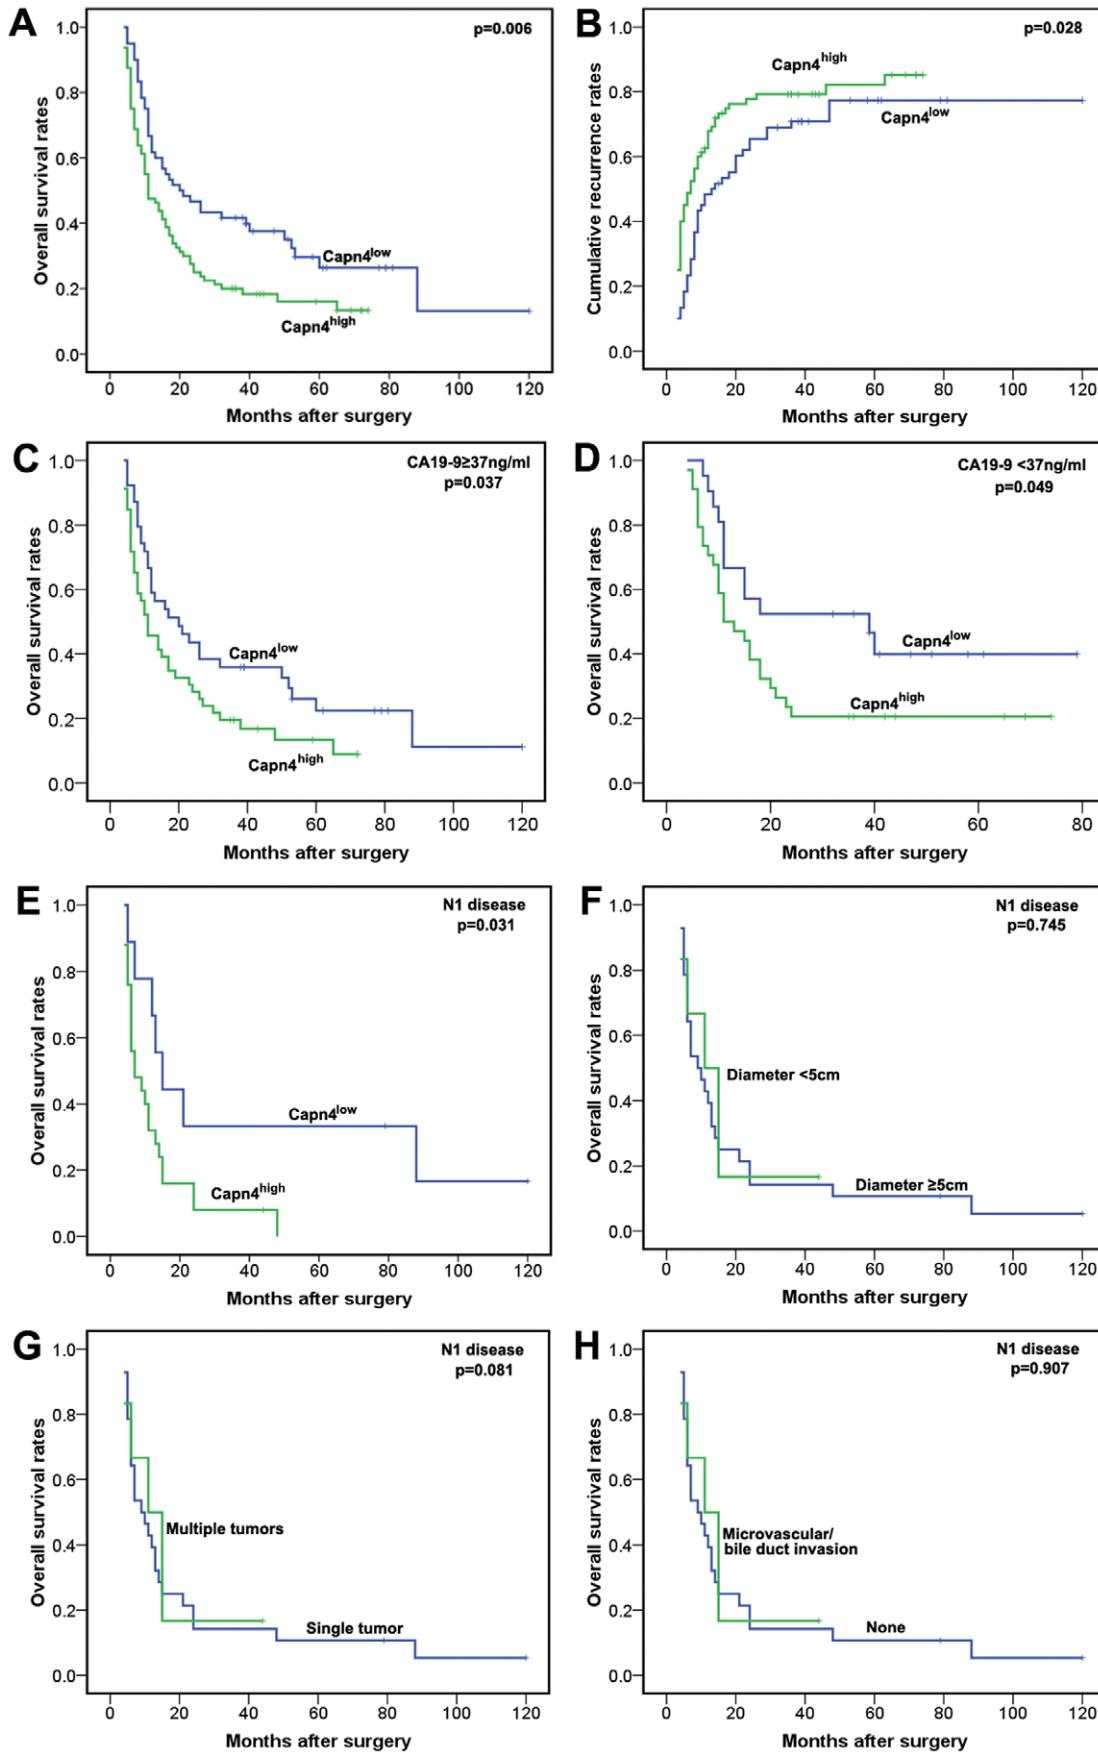 A
p=0.006
Overall survival rates
1.0
0.8
0.6
0.4
0.2
0.0
Capn4low
Capn4high
0 20 40 60 80 100 120
Months after surgery
B
p=0.028
Cumulative recurrence rates
1.0
0.8
0.6
0.4
0.2
0.0
Capn4high
Capn4low
0 20 40 60 80 100 120
Months after surgery
C
CA19-9≥37ng/ml
p=0.037
Overall survival rates
1.0
0.8
0.6
0.4
0.2
0.0
Capn4low
Capn4high
0 20 40 60 80 100 120
Months after surgery
D
CA19-9 <37ng/ml
p=0.049
Overall survival rates
1.0
0.8
0.6
0.4
0.2
0.0
Capn4low
Capn4high
0 20 40 60 80
Months after surgery
E
N1 disease
p=0.031
Overall survival rates
1.0
0.8
0.6
0.4
0.2
0.0
Capn4low
Capn4high
0 20 40 60 80 100 120
Months after surgery
F
N1 disease
p=0.745
Overall survival rates
1.0
0.8
0.6
0.4
0.2
0.0
Diameter <5cm
Diameter ≥5cm
0 20 40 60 80 100 120
Months after surgery
G
N1 disease
p=0.081
Overall survival rates
1.0
0.8
0.6
0.4
0.2
0.0
Multiple tumors
Single tumor
0 20 40 60 80 100 120
Months after surgery
H
N1 disease
p=0.907
Overall survival rates
1.0
0.8
0.6
0.4
0.2
0.0
Microvascular/
bile duct invasion
None
0 20 40 60 80 100 120
Months after surgery